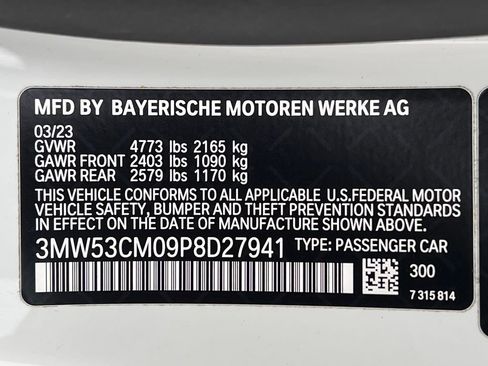 MFD BY BAYERISCHE MOTOREN WERKE AG
03/23
GVWR 4773 lbs 2165 kg
GAWR FRONT 2403 lbs 1090 kg
GAWR REAR 2579 lbs 1170 kg
THIS VEHICLE CONFORMS TO ALL APPLICABLE U.S.FEDERAL MOTOR
VEHICLE SAFETY, BUMPER AND THEFT PREVENTION STANDARDS
IN EFFECT ON THE DATE OF MANUFACTURE SHOWN ABOVE.
3MW53CM09P8D27941 TYPE: PASSENGER CAR
300
7 315 814